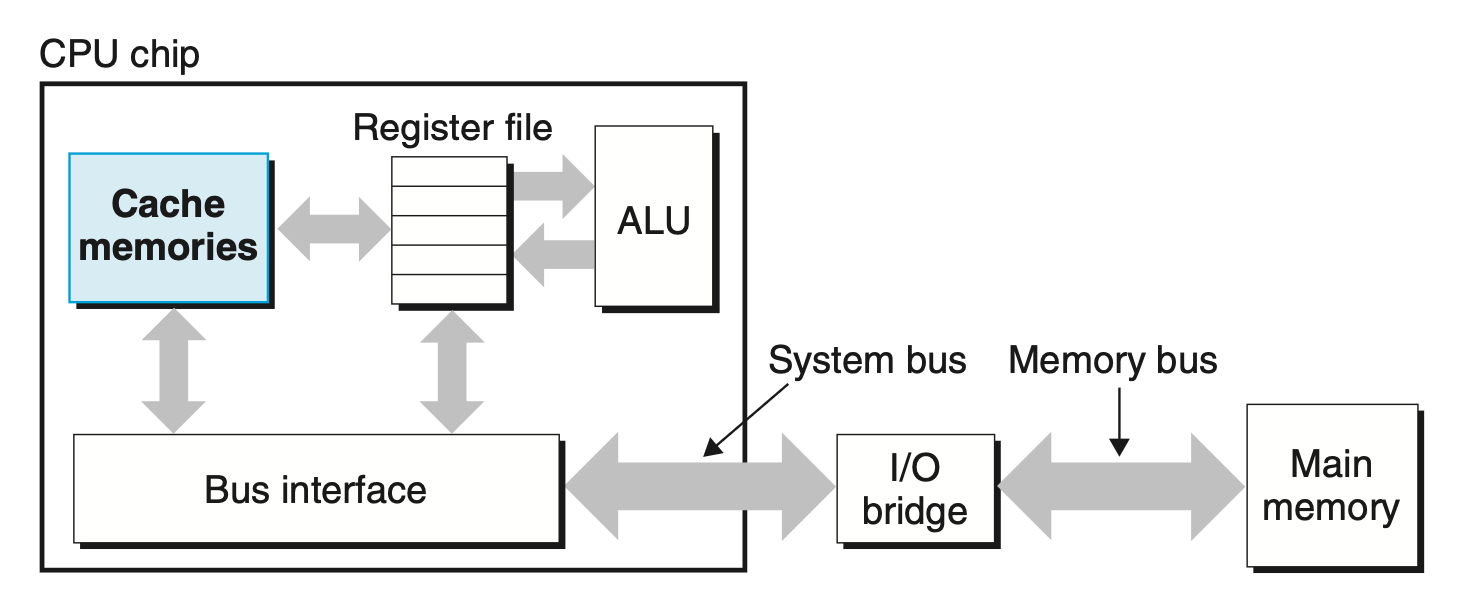 CPU chip
Register file
Cache
memories
ALU
System bus
Memory bus
Bus interface
I/O
bridge
Main
memory